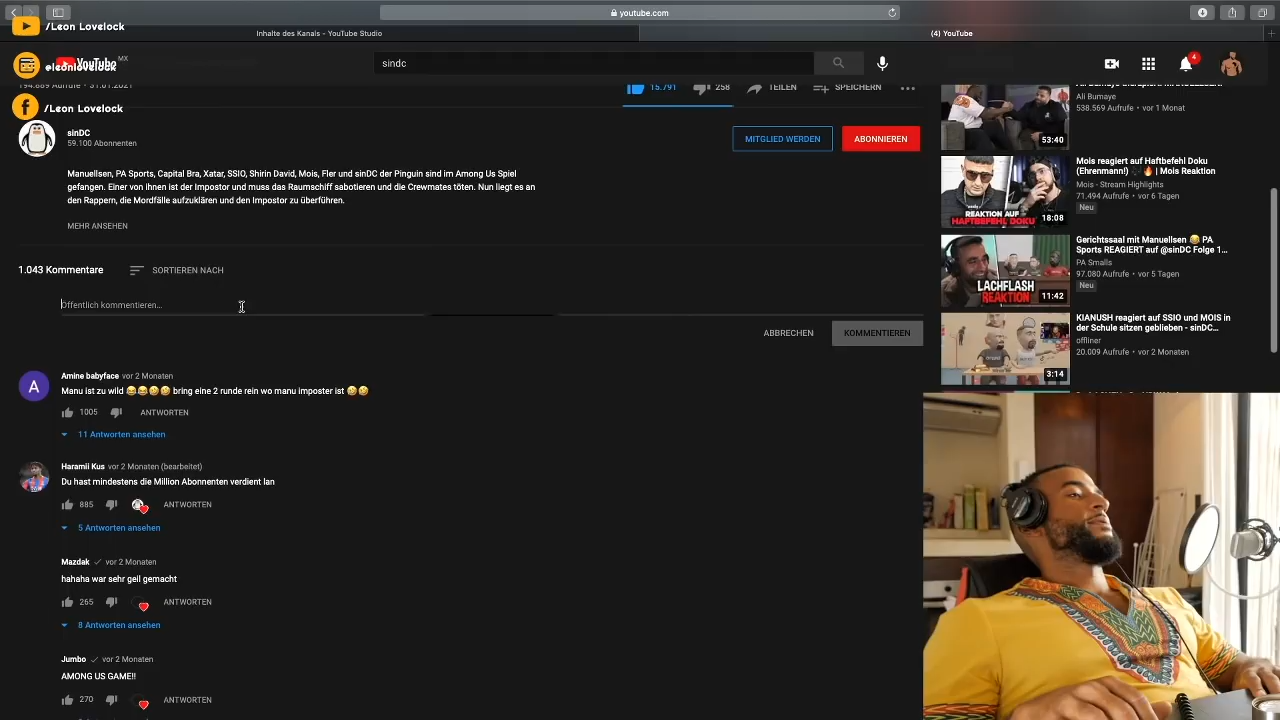 /Leon Lovelock
youtube.com
Inhalte des Kanals - YouTube Studio
(4) YouTube
YouTube MX
sindc
4
194.889 Aufrufe • 31.01.2021
15.791
258
TEILEN
SPEICHERN
/Leon Lovelock
sinDC
59.100 Abonnenten
MITGLIED WERDEN
ABONNIEREN
Manuellsen, PA Sports, Capital Bra, Xatar, SSIO, Shirin David, Mois, Fler und sinDC der Pinguin sind im Among Us Spiel
gefangen. Einer von ihnen ist der Impostor und muss das Raumschiff sabotieren und die Crewmates töten. Nun liegt es an
den Rappern, die Mordfälle aufzuklären und den Impostor zu überführen.
MEHR ANSEHEN
1.043 Kommentare
SORTIEREN NACH
Öffentlich kommentieren...
ABBRECHEN
KOMMENTIEREN
A
Amine babyface vor 2 Monaten
Manu ist zu wild 😂😂🤣🤣 bring eine 2 runde rein wo manu imposter ist 🤣🤣
1005
ANTWORTEN
11 Antworten ansehen
Haramii Kus vor 2 Monaten (bearbeitet)
Du hast mindestens die Million Abonnenten verdient lan
885
ANTWORTEN
5 Antworten ansehen
Mazdak vor 2 Monaten
hahaha war sehr geil gemacht
265
ANTWORTEN
8 Antworten ansehen
Jumbo vor 2 Monaten
AMONG US GAME!!
270
ANTWORTEN
Ali Bumaye
538.569 Aufrufe • vor 1 Monat
53:40
Mois reagiert auf Haftbefehl Doku
(Ehrenmann!) 🔥 | Mois Reaktion
Mois - Stream Highlights
71.494 Aufrufe • vor 6 Tagen
Neu
REAKTION AUF
HAFTBEFEHL DOKU
18:08
Gerichtssaal mit Manuellsen 😂 PA
Sports REAGIERT auf @sinDC Folge 1...
PA Smalls
97.080 Aufrufe • vor 5 Tagen
Neu
LACHFLASH
REAKTION
11:42
KIANUSH reagiert auf SSIO und MOIS in
der Schule sitzen geblieben - sinDC...
offliner
20.009 Aufrufe • vor 2 Monaten
3:14